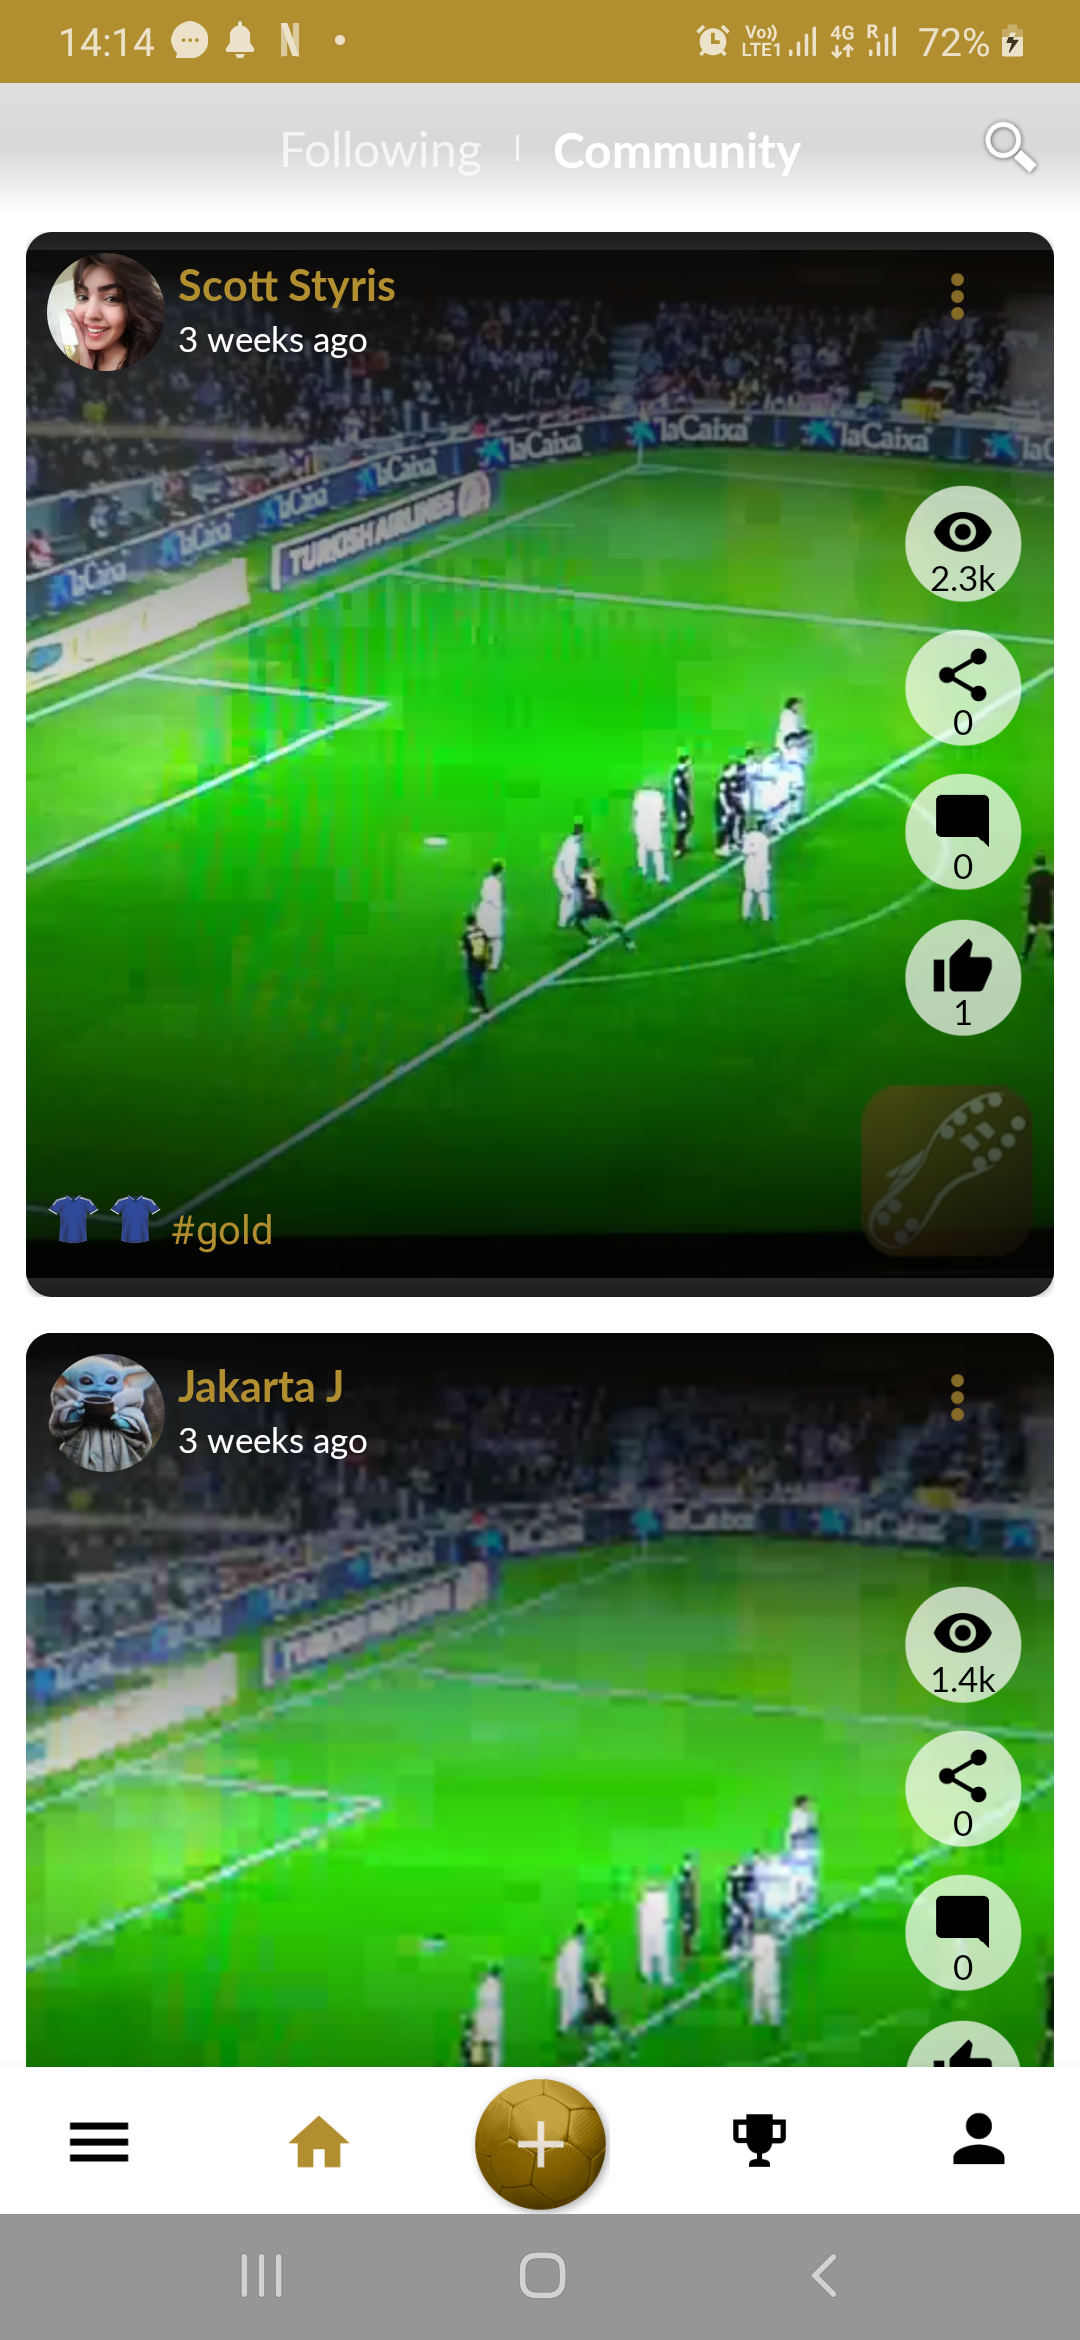 14:14 Vo)) LTE1 4G R 72%
Following | Community
Scott Styris
3 weeks ago
laCaixa laCaixa laCaixa laCaixa
laCaixa
laCaixa
laCaixa
laCaixa
TURKISH AIRLINES
2.3k
0
0
1
#gold
Jakarta J
3 weeks ago
1.4k
0
0